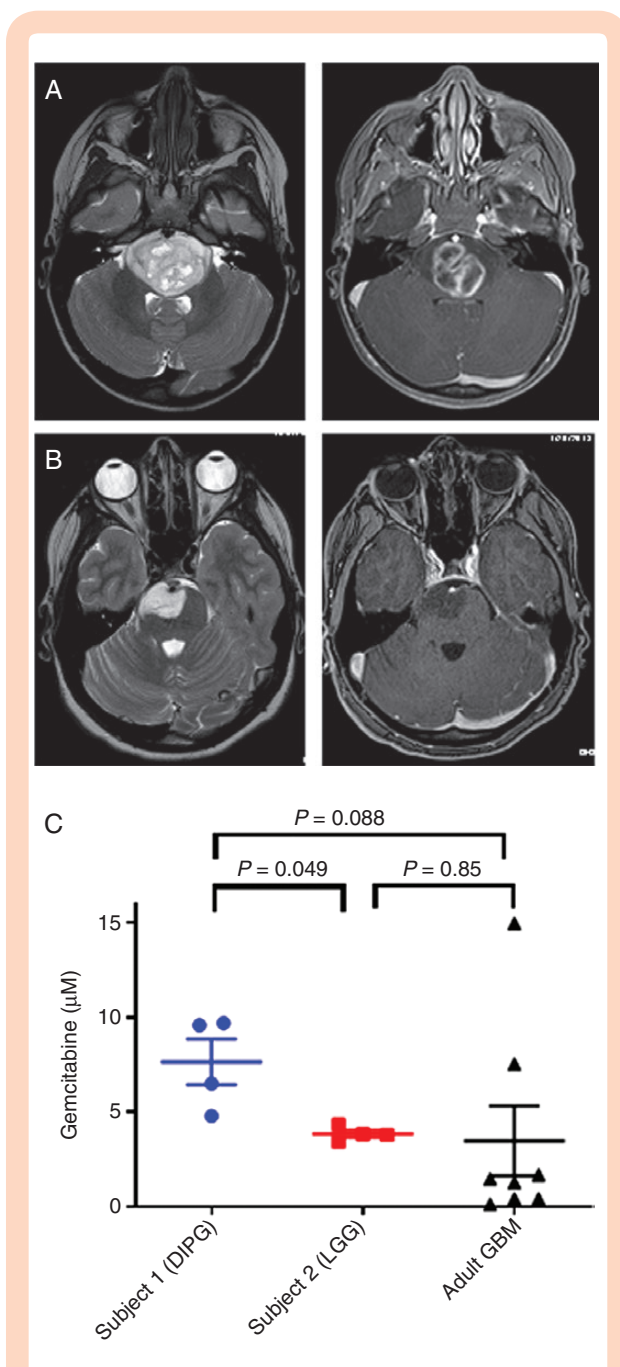 A
B
C
P = 0.088
P = 0.049
P = 0.85
15
10
5
0
Gemcitabine (μM)
Subject 1 (DIPG)
Subject 2 (LGG)
Adult GBM